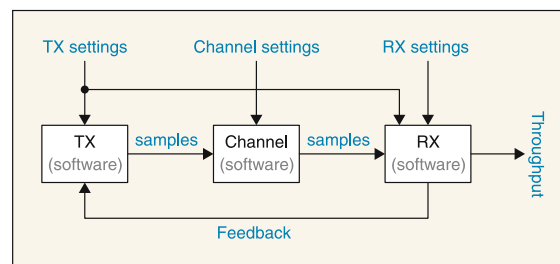 TX settings
Channel settings
RX settings
TX
(software)
samples
Channel
(software)
samples
RX
(software)
Throughput
Feedback